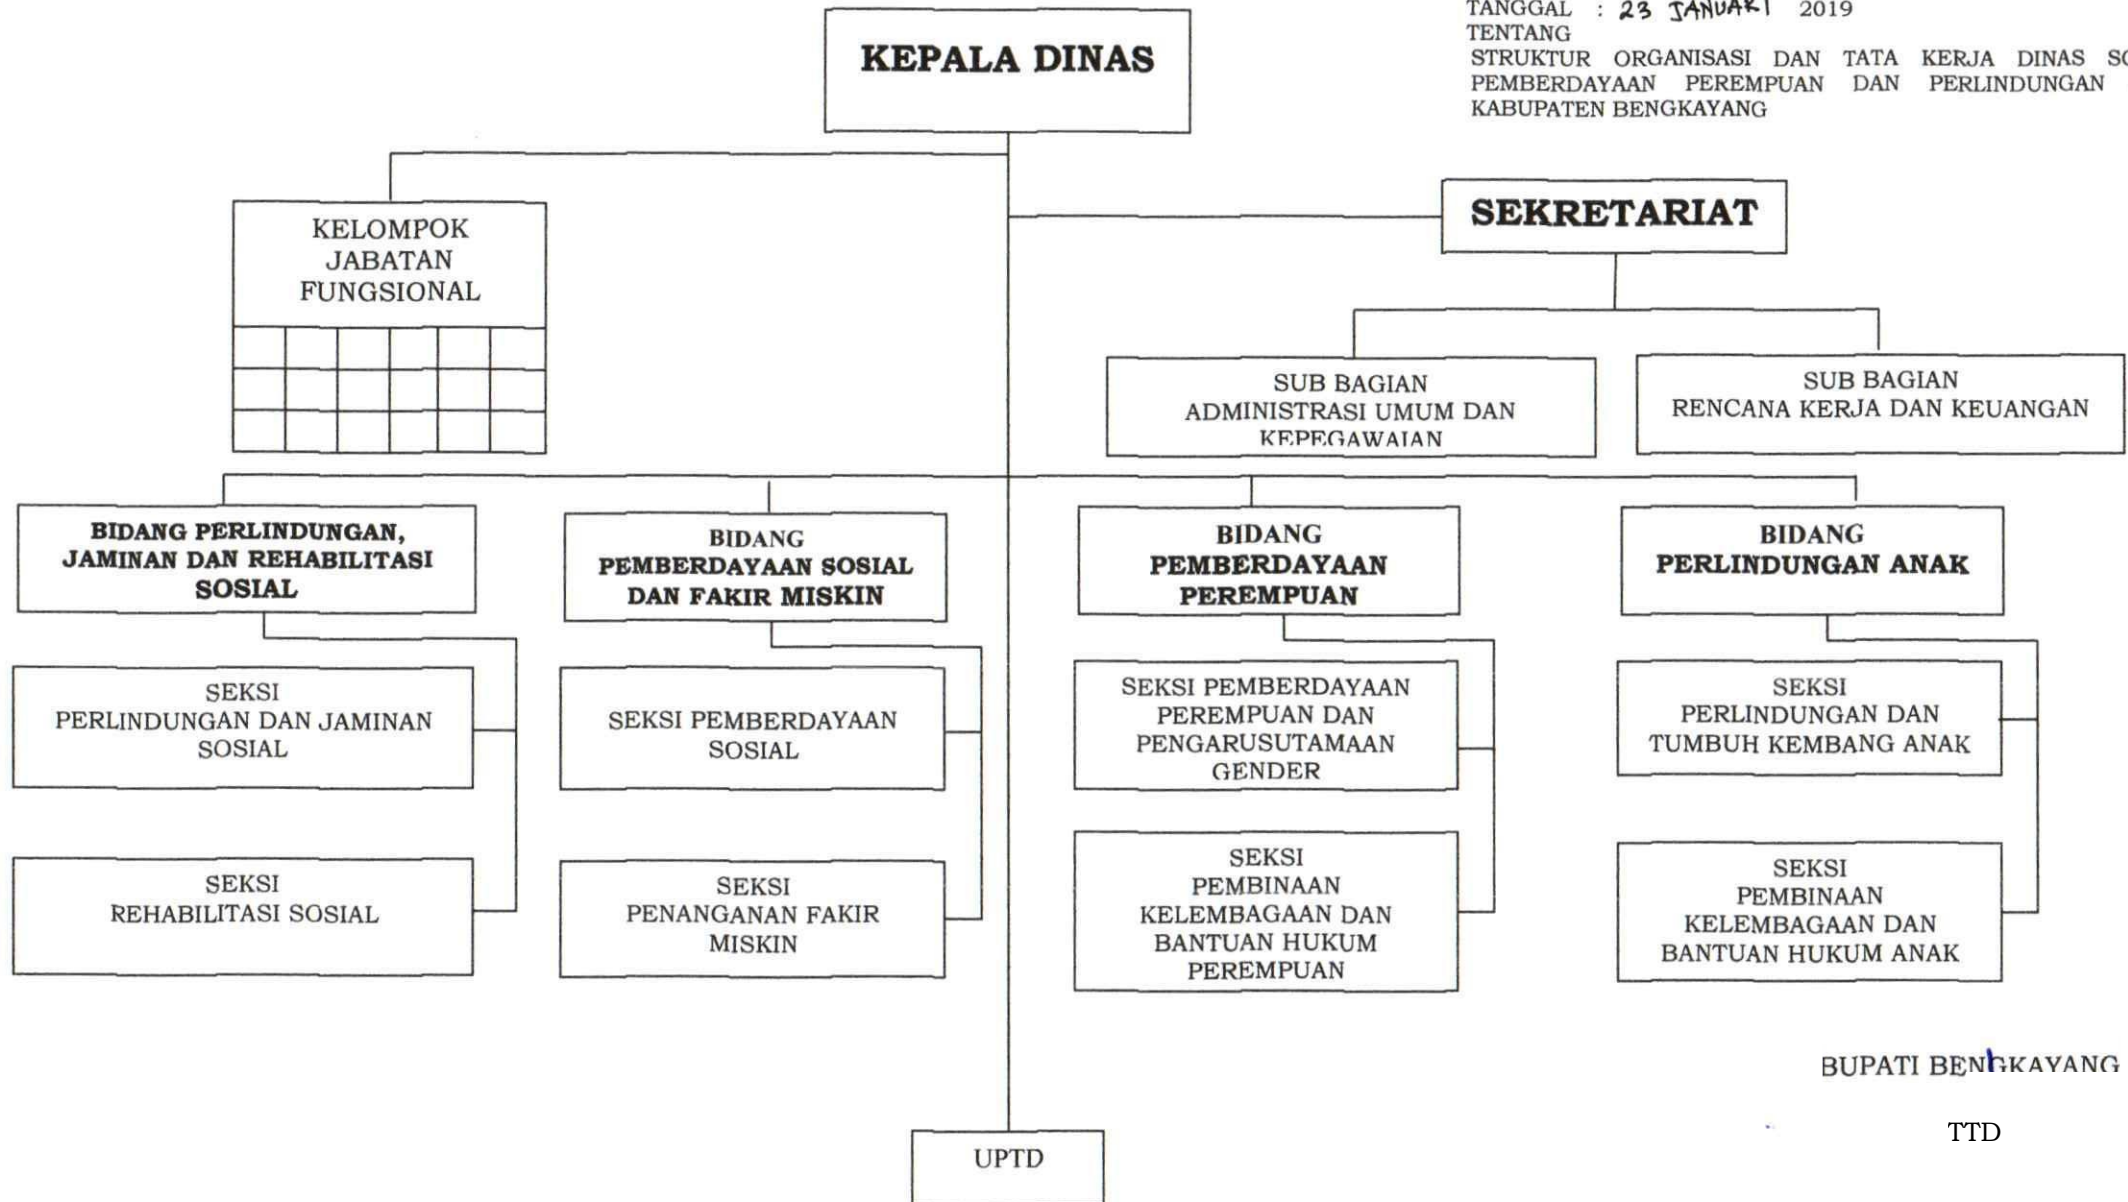 TANGGAL : 23 JANUARI 2019
TENTANG
STRUKTUR ORGANISASI DAN TATA KERJA DINAS
PEMBERDAYAAN PEREMPUAN DAN PERLINDUNGAN
KABUPATEN BENGKAYANG
KEPALA DINAS
SEKRETARIAT
KELOMPOK
JABATAN
FUNGSIONAL
SUB BAGIAN
ADMINISTRASI UMUM DAN
KEPEGAWAIAN
SUB BAGIAN
RENCANA KERJA DAN KEUANGAN
BIDANG PERLINDUNGAN,
JAMINAN DAN REHABILITASI
SOSIAL
BIDANG
PEMBERDAYAAN SOSIAL
DAN FAKIR MISKIN
BIDANG
PEMBERDAYAAN
PEREMPUAN
BIDANG
PERLINDUNGAN ANAK
SEKSI
PERLINDUNGAN DAN JAMINAN
SOSIAL
SEKSI PEMBERDAYAAN
SOSIAL
SEKSI PEMBERDAYAAN
PEREMPUAN DAN
PENGARUSUTAMAAN
GENDER
SEKSI
PERLINDUNGAN DAN
TUMBUH KEMBANG ANAK
SEKSI
REHABILITASI SOSIAL
SEKSI
PENANGANAN FAKIR
MISKIN
SEKSI
PEMBINAAN
KELEMBAGAAN DAN
BANTUAN HUKUM
PEREMPUAN
SEKSI
PEMBINAAN
KELEMBAGAAN DAN
BANTUAN HUKUM ANAK
BUPATI BENGKAYANG
TTD
UPTD